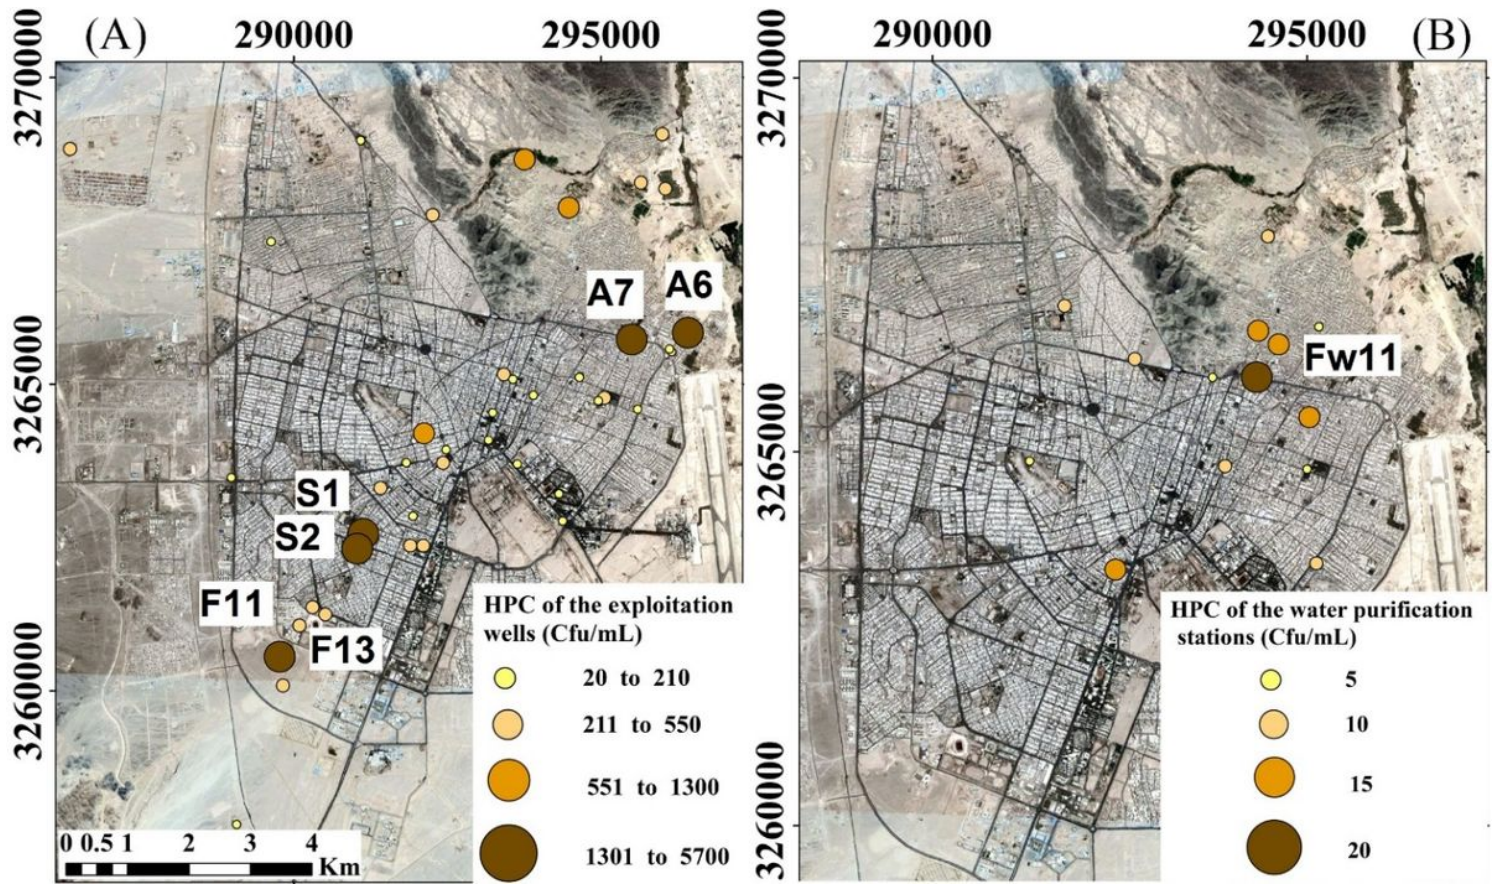 (A)
290000
295000
3270000
3265000
3260000
A7
A6
S1
S2
F11
F13
HPC of the exploitation
wells (Cfu/mL)
20 to 210
211 to 550
551 to 1300
1301 to 5700
0 0.5 1 2 3 4
Km
290000
295000
(B)
3270000
3265000
3260000
Fw11
HPC of the water purification
stations (Cfu/mL)
5
10
15
20